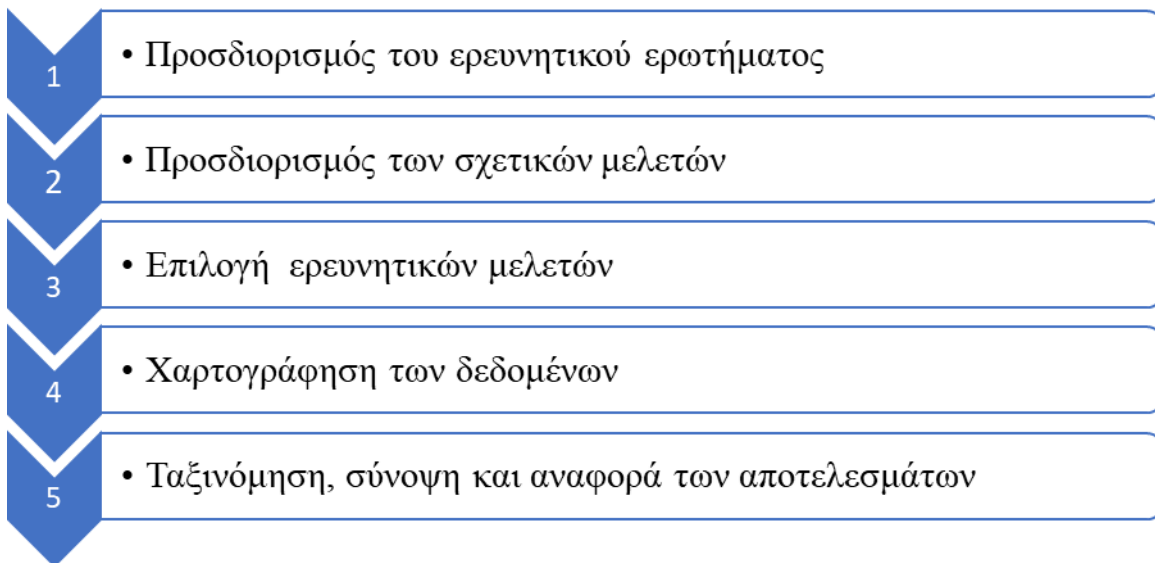 1
• Προσδιορισμός του ερευνητικού ερωτήματος
2
• Προσδιορισμός των σχετικών μελετών
3
• Επιλογή  ερευνητικών μελετών
4
• Χαρτογράφηση των δεδομένων
5
• Ταξινόμηση, σύνοψη και αναφορά των αποτελεσμάτων